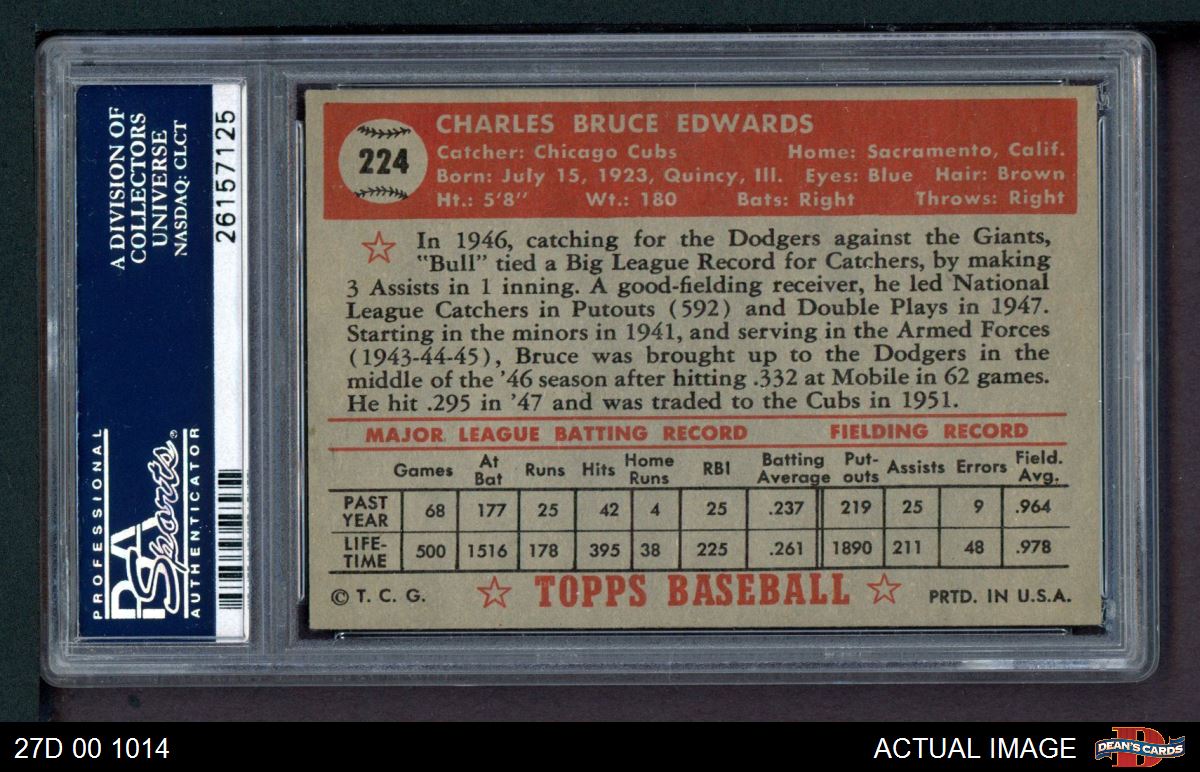 A DIVISION OF
COLLECTORS
UNIVERSE
NASDAQ: CLCT
26157125
PROFESSIONAL
PSA
Sports®
AUTHENTICATOR
224
CHARLES BRUCE EDWARDS
Catcher: Chicago Cubs Home: Sacramento, Calif.
Born: July 15, 1923, Quincy, Ill. Eyes: Blue Hair: Brown
Ht.: 5'8" Wt.: 180 Bats: Right Throws: Right
In 1946, catching for the Dodgers against the Giants,
"Bull" tied a Big League Record for Catchers, by making
3 Assists in 1 inning. A good-fielding receiver, he led National
League Catchers in Putouts (592) and Double Plays in 1947.
Starting in the minors in 1941, and serving in the Armed Forces
(1943-44-45), Bruce was brought up to the Dodgers in the
middle of the '46 season after hitting .332 at Mobile in 62 games.
He hit .295 in '47 and was traded to the Cubs in 1951.
MAJOR LEAGUE BATTING RECORD FIELDING RECORD
Games At Bat Runs Hits Home Runs RBI Batting Average Put-outs Assists Errors Field. Avg.
PAST YEAR 68 177 25 42 4 25 .237 219 25 9 .964
LIFE-TIME 500 1516 178 395 38 225 .261 1890 211 48 .978
© T. C. G. TOPPS BASEBALL PRTD. IN U.S.A.
27D 00 1014 ACTUAL IMAGE
D
DEAN'S CARDS